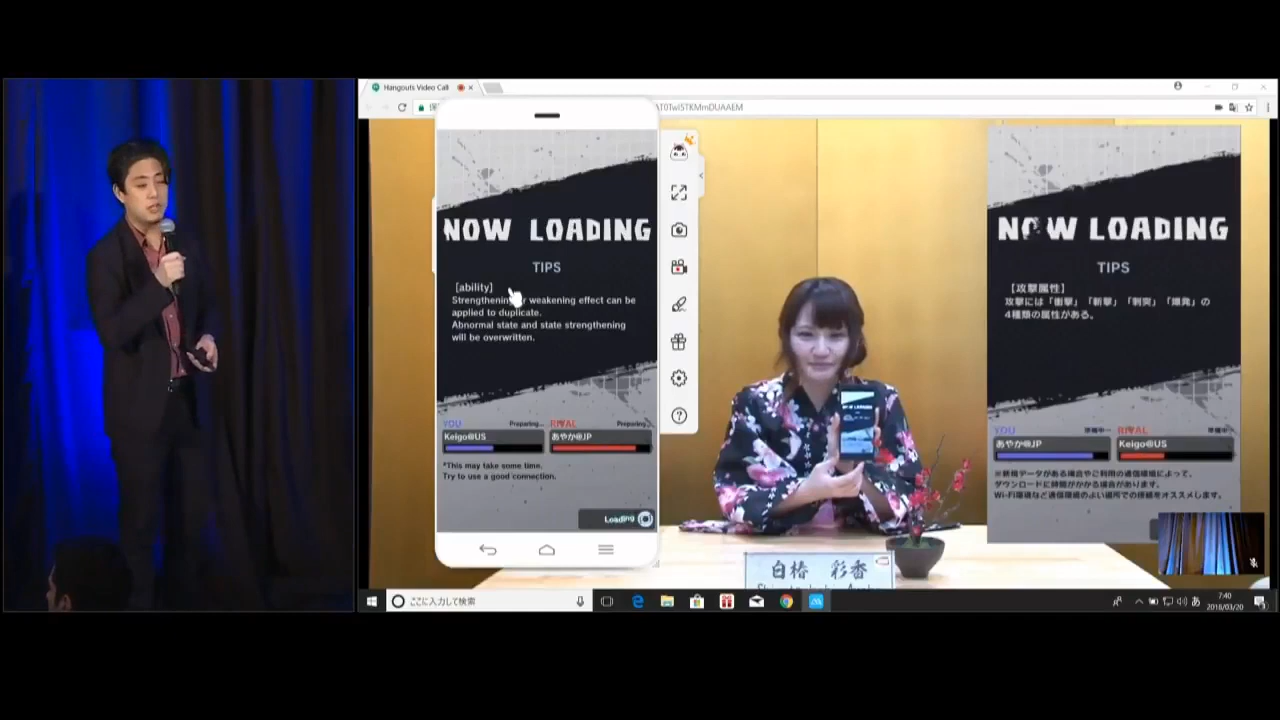 Hangouts Video Call
AT0TwiSTKMmDUAAEM
NOW LOADING
TIPS
[ability]
weakening effect can be
applied to duplicate.
Abnormal state and state strengthening
will be overwritten.
YOU
Preparing...
RIVAL
Preparing...
Keigo@US
あやか@JP
*This may take some time.
Try to use a good connection.
Loading
NOW LOADING
TIPS
【攻撃属性】
攻撃には「衝撃」「斬撃」「刺突」「爆発」の
4種類の属性がある。
YOU
準備中…
RIVAL
準備中…
あやか@JP
Keigo@US
※新規データがある場合やご利用の通信環境によって、
ダウンロードに時間がかかる場合があります。
Wi-Fi環境など通信環境のよい場所での接続をオススメします。
NOW LOADING
白椿 彩香
ここに入力して検索
あ
7:40
2018/03/20